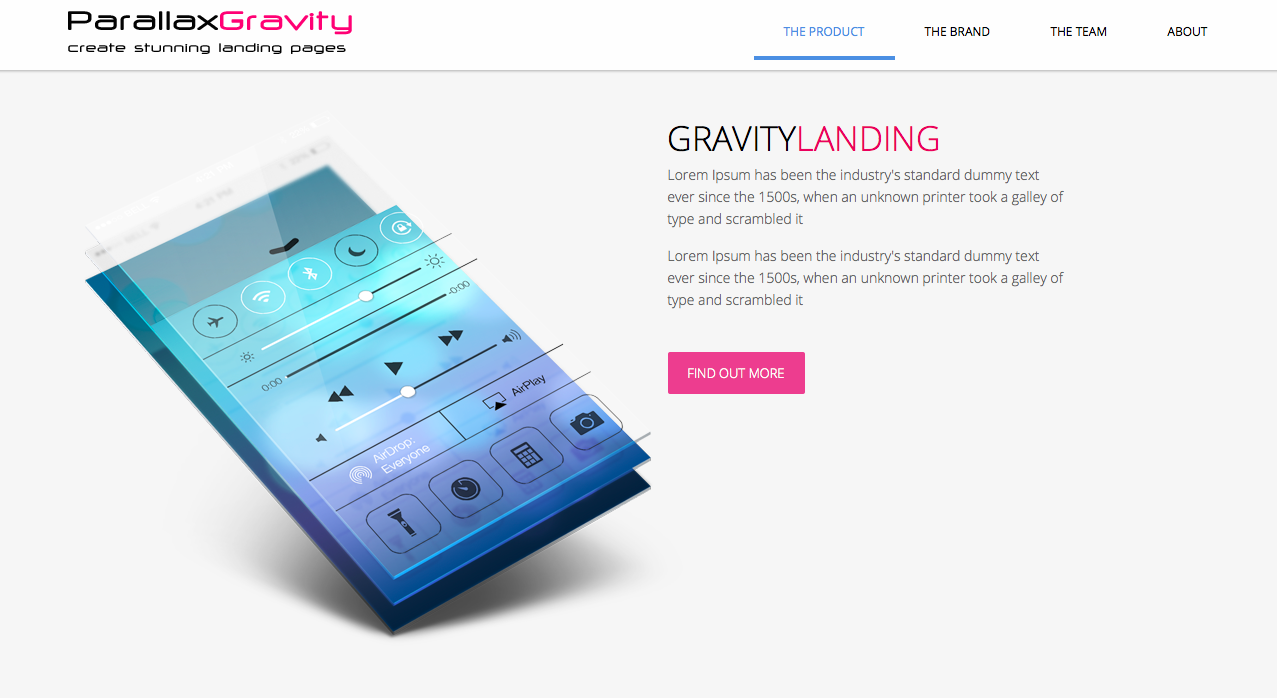 ParallaxGravity
create stunning landing pages
THE PRODUCT
THE BRAND
THE TEAM
ABOUT
GRAVITYLANDING
Lorem Ipsum has been the industry's standard dummy text
ever since the 1500s, when an unknown printer took a galley of
type and scrambled it
Lorem Ipsum has been the industry's standard dummy text
ever since the 1500s, when an unknown printer took a galley of
type and scrambled it
FIND OUT MORE
0:00
-0:00
AirDrop:
Everyone
AirPlay